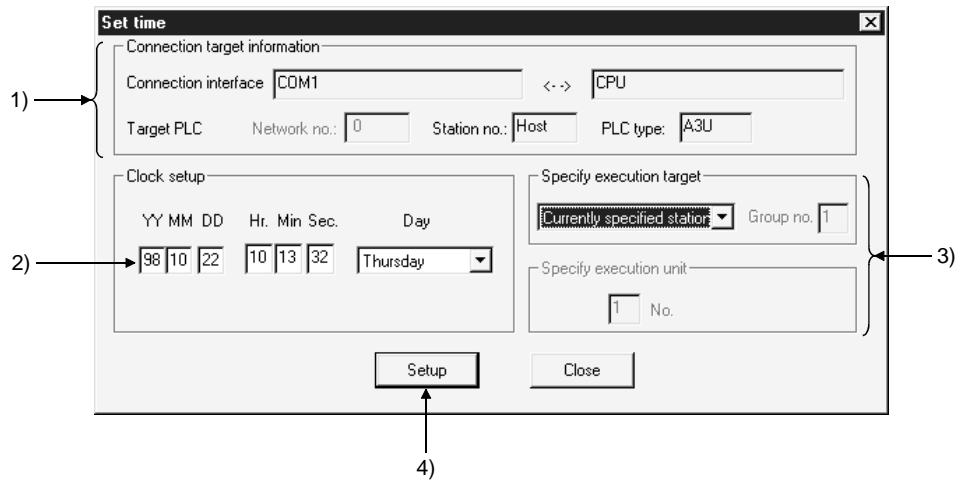 Set time
Connection target information
1)
Connection interface COM1 <--> CPU
Target PLC Network no.: 0 Station no.: Host PLC type: A3U
Clock setup
Specify execution target
YY MM DD Hr. Min Sec. Day
Currently specified station Group no. 1
2)
98 10 22 10 13 32 Thursday
3)
Specify execution unit
1 No.
Setup
Close
4)